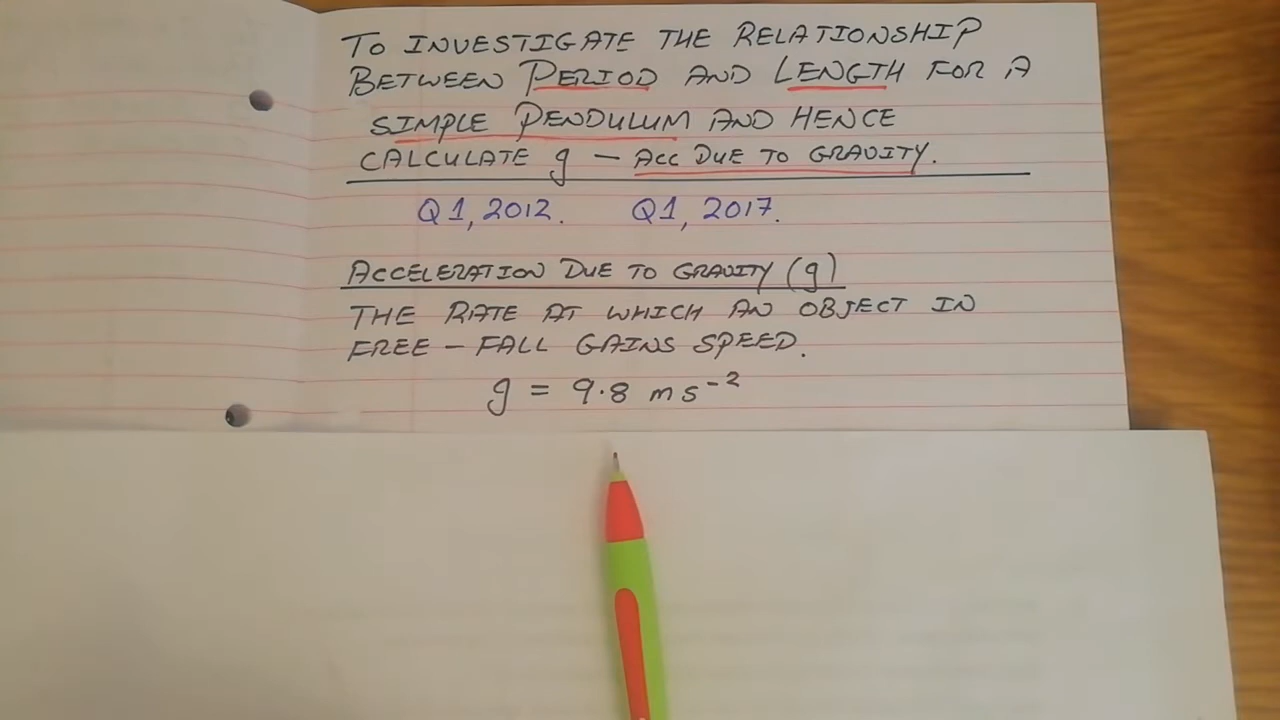 TO INVESTIGATE THE RELATIONSHIP
BETWEEN PERIOD AND LENGTH FOR A
SIMPLE PENDULUM AND HENCE
CALCULATE g – ACC DUE TO GRAVITY.
Q1, 2012. Q1, 2017.
ACCELERATION DUE TO GRAVITY (g)
THE RATE AT WHICH AN OBJECT IN
FREE-FALL GAINS SPEED.
g = 9.8 ms⁻²